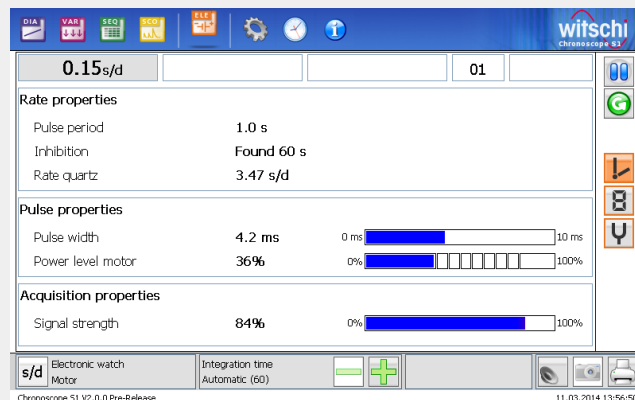 DIA VAR SEQ SCO ELE
witschi
Chronoscope S1
0.15s/d 01
Rate properties
Pulse period 1.0 s
Inhibition Found 60 s
Rate quartz 3.47 s/d
Pulse properties
Pulse width 4.2 ms 0 ms 10 ms
Power level motor 36% 0% 100%
Acquisition properties
Signal strength 84% 0% 100%
s/d Electronic watch Integration time
Motor Automatic (60)
Chronoscope S1 V2.0.0 Pre-Release 11.03.2014 13:56:50